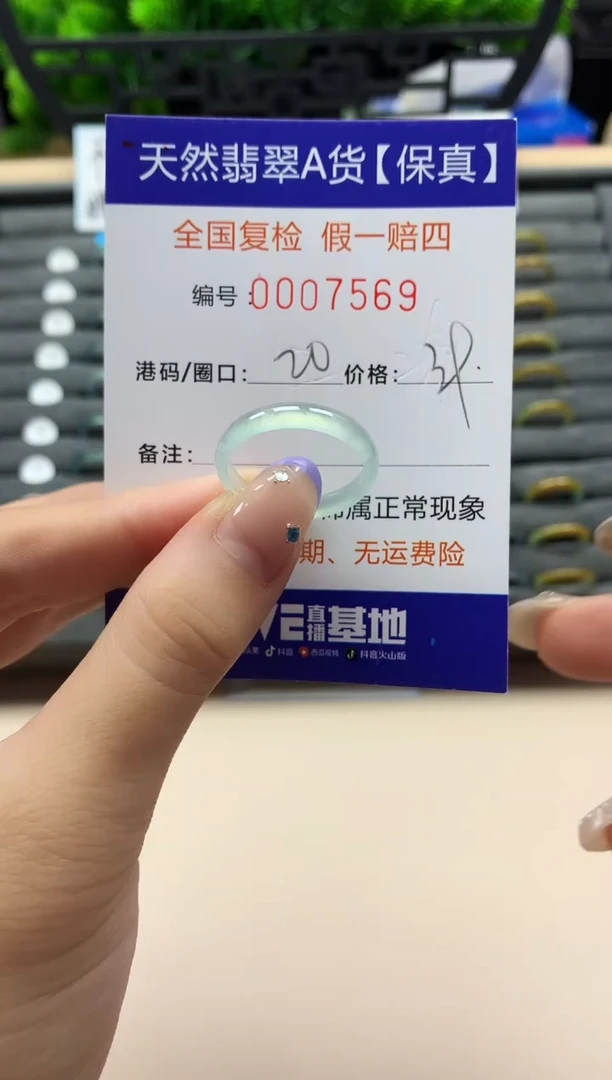 天然翡翠A货【保真】
全国复检 假一赔四
编号:0007569
港码/圈口: 20 价格:
备注:
属正常现象
期、无运费险
VE直播基地
抖音 西瓜视频 抖音火山版